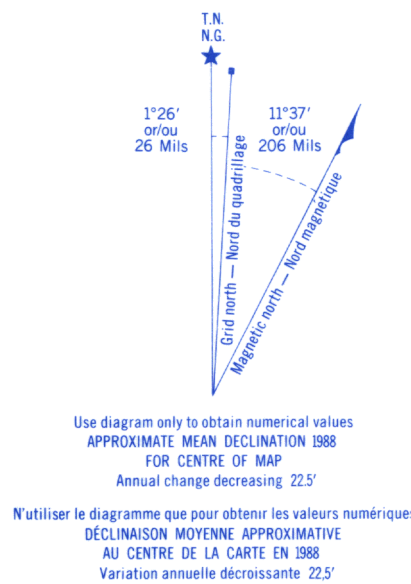 T.N.
N.G.
1°26′
or/ou
26 Mils
11°37′
or/ou
206 Mils
Grid north — Nord du quadrillage
Magnetic north — Nord magnetique
Use diagram only to obtain numerical values
APPROXIMATE MEAN DECLINATION 1988
FOR CENTRE OF MAP
Annual change decreasing 22.5′
N'utiliser le diagramme que pour obtenir les valeurs numériques
DÉCLINAISON MOYENNE APPROXIMATIVE
AU CENTRE DE LA CARTE EN 1988
Variation annuelle décroissante 22,5′